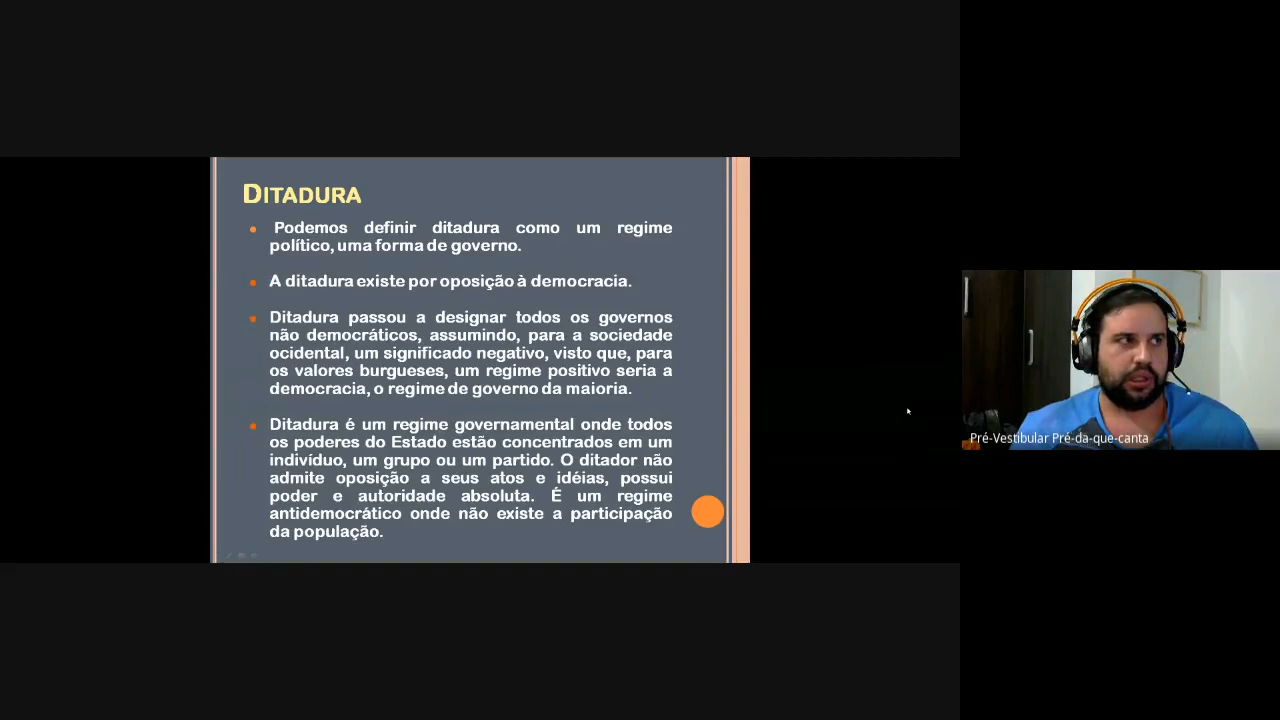 DITADURA
Podemos definir ditadura como um regime
político, uma forma de governo.
A ditadura existe por oposição à democracia.
Ditadura passou a designar todos os governos
não democráticos, assumindo, para a sociedade
ocidental, um significado negativo, visto que, para
os valores burgueses, um regime positivo seria a
democracia, o regime de governo da maioria.
Ditadura é um regime governamental onde todos
os poderes do Estado estão concentrados em um
indivíduo, um grupo ou um partido. O ditador não
admite oposição a seus atos e idéias, possui
poder e autoridade absoluta. É um regime
antidemocrático onde não existe a participação
da população.
Pré-Vestibular Pré-da-que-canta